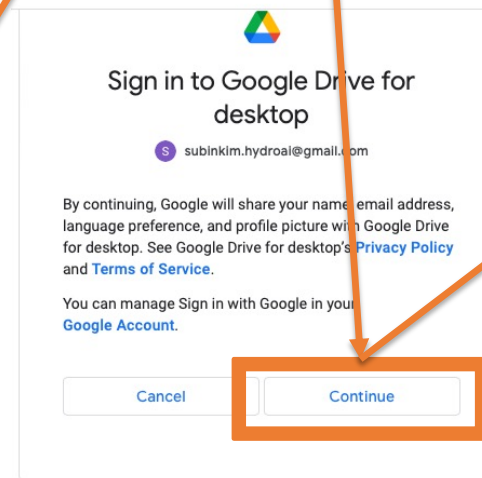 Sign in to Google Drive for
desktop
S subinkim.hydroai@gmail.com
By continuing, Google will share your name, email address,
language preference, and profile picture with Google Drive
for desktop. See Google Drive for desktop's Privacy Policy
and Terms of Service.
You can manage Sign in with Google in your
Google Account.
Cancel Continue